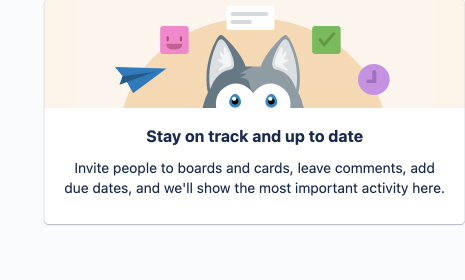 Stay on track and up to date
Invite people to boards and cards, leave comments, add
due dates, and we'll show the most important activity here.